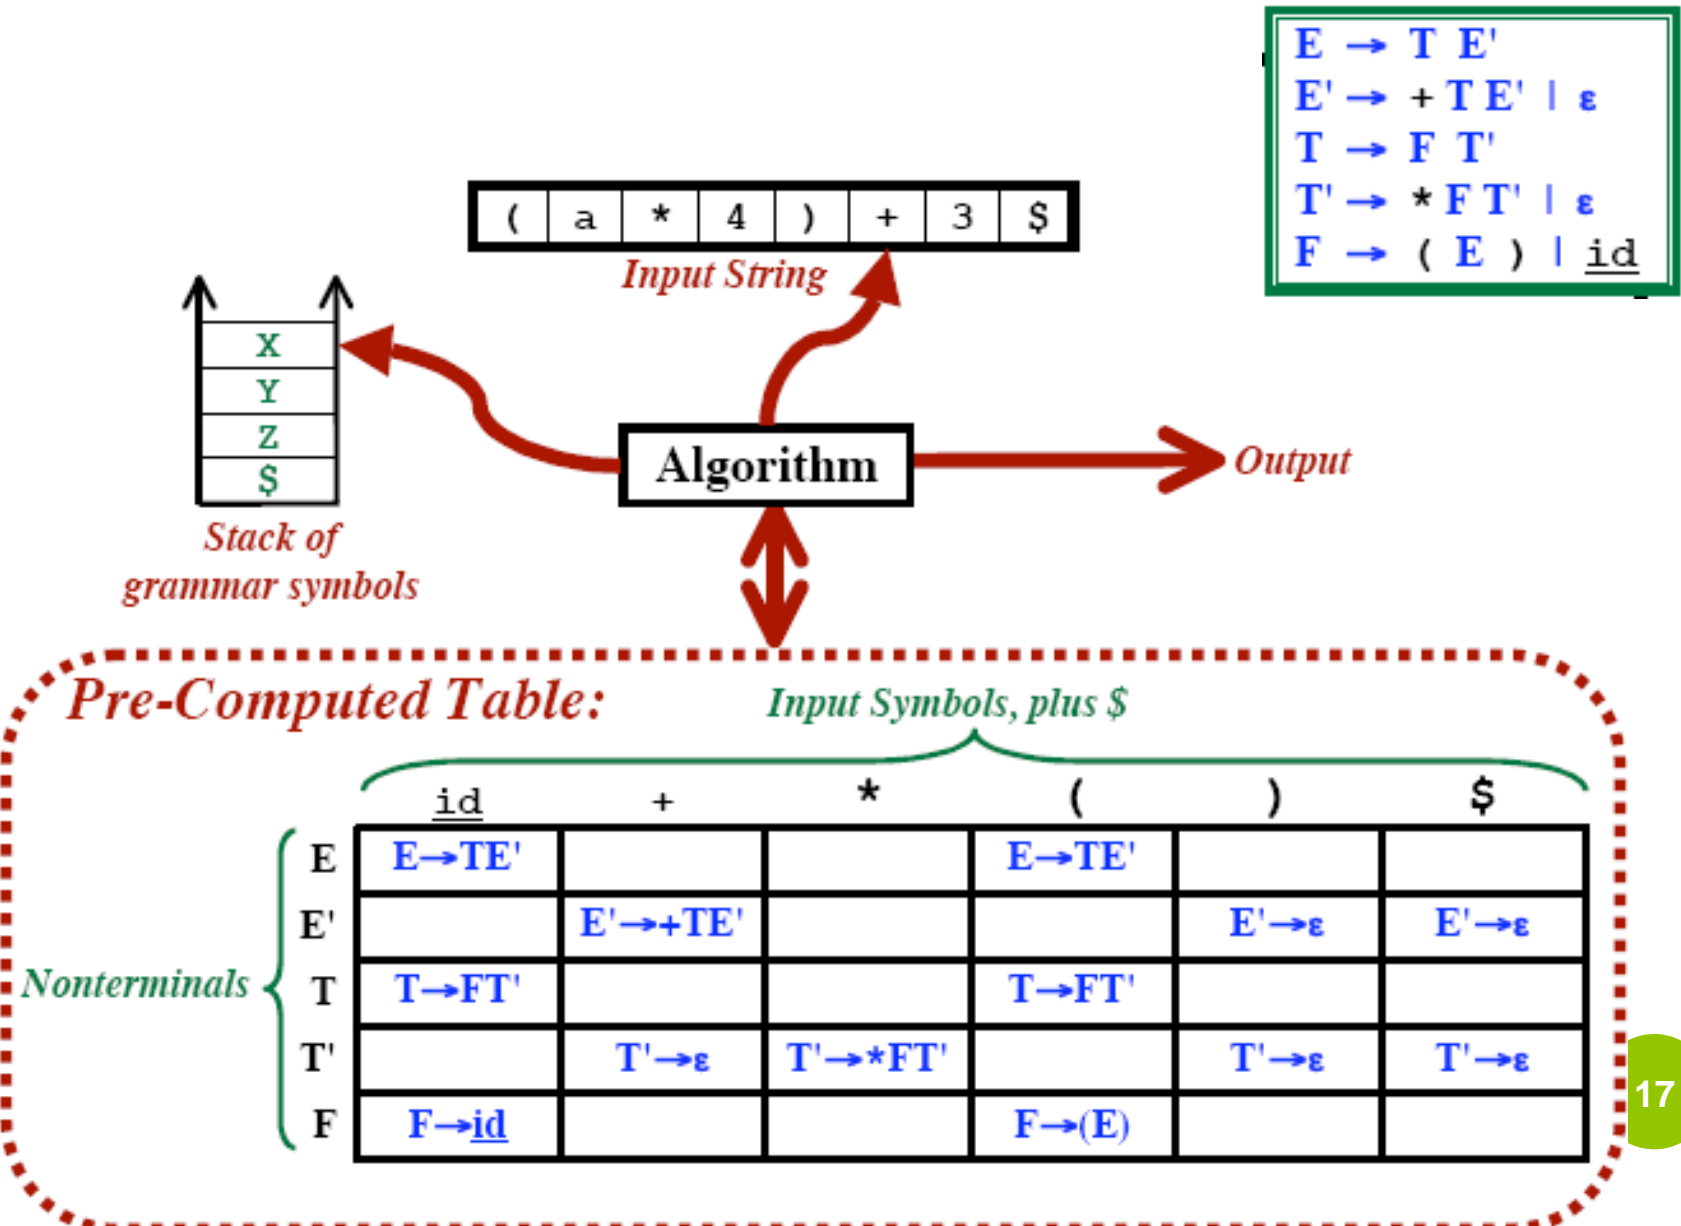 E → T E'
E' → + T E' | ε
T → F T'
T' → * F T' | ε
F → ( E ) | id
( a * 4 ) + 3 $
Input String
X
Y
Z
$
Stack of
grammar symbols
Algorithm
Output
Pre-Computed Table:
Input Symbols, plus $
id + * ( ) $
E E→TE' E→TE'
E' E'→+TE' E'→ε E'→ε
Nonterminals
T T→FT' T→FT'
T' T'→ε T'→*FT' T'→ε T'→ε
F F→id F→(E)
17